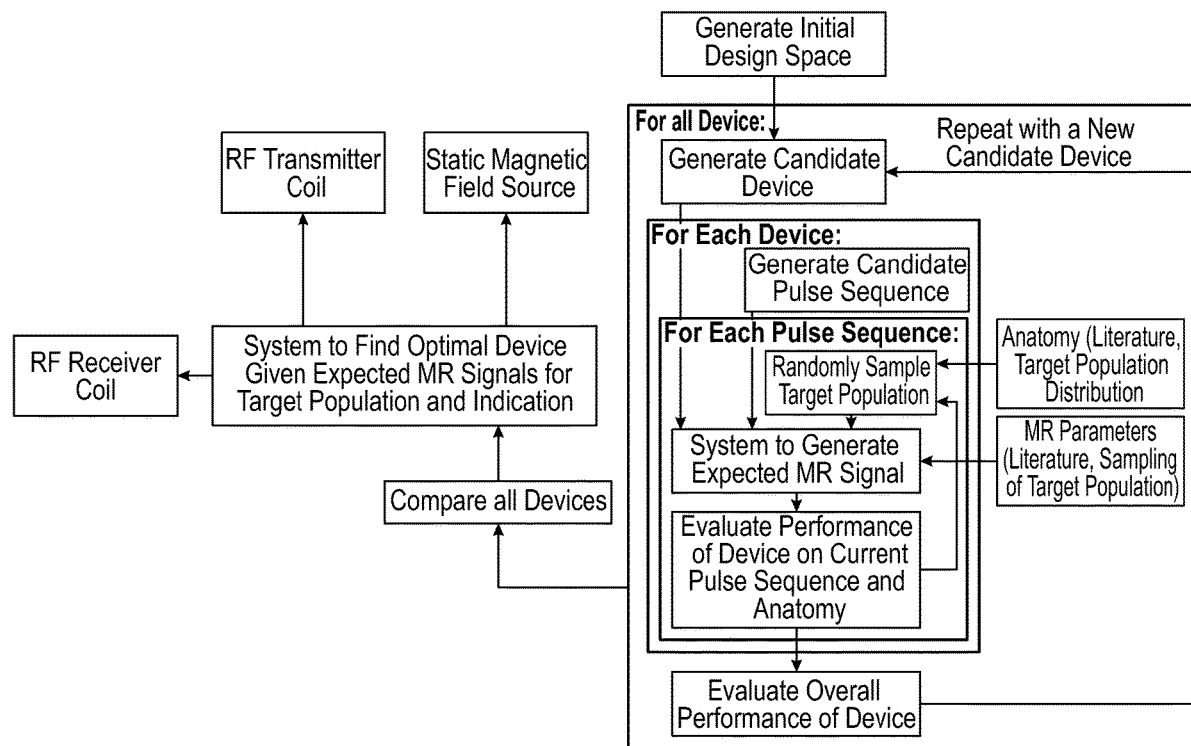 Generate Initial
Design Space
For all Device:
Repeat with a New
Candidate Device
Generate Candidate
Device
RF Transmitter
Coil
Static Magnetic
Field Source
For Each Device:
Generate Candidate
Pulse Sequence
For Each Pulse Sequence:
Randomly Sample
Target Population
Anatomy (Literature,
Target Population
Distribution
RF Receiver
Coil
System to Find Optimal Device
Given Expected MR Signals for
Target Population and Indication
System to Generate
Expected MR Signal
MR Parameters
(Literature, Sampling
of Target Population)
Compare all Devices
Evaluate Performance
of Device on Current
Pulse Sequence and
Anatomy
Evaluate Overall
Performance of Device